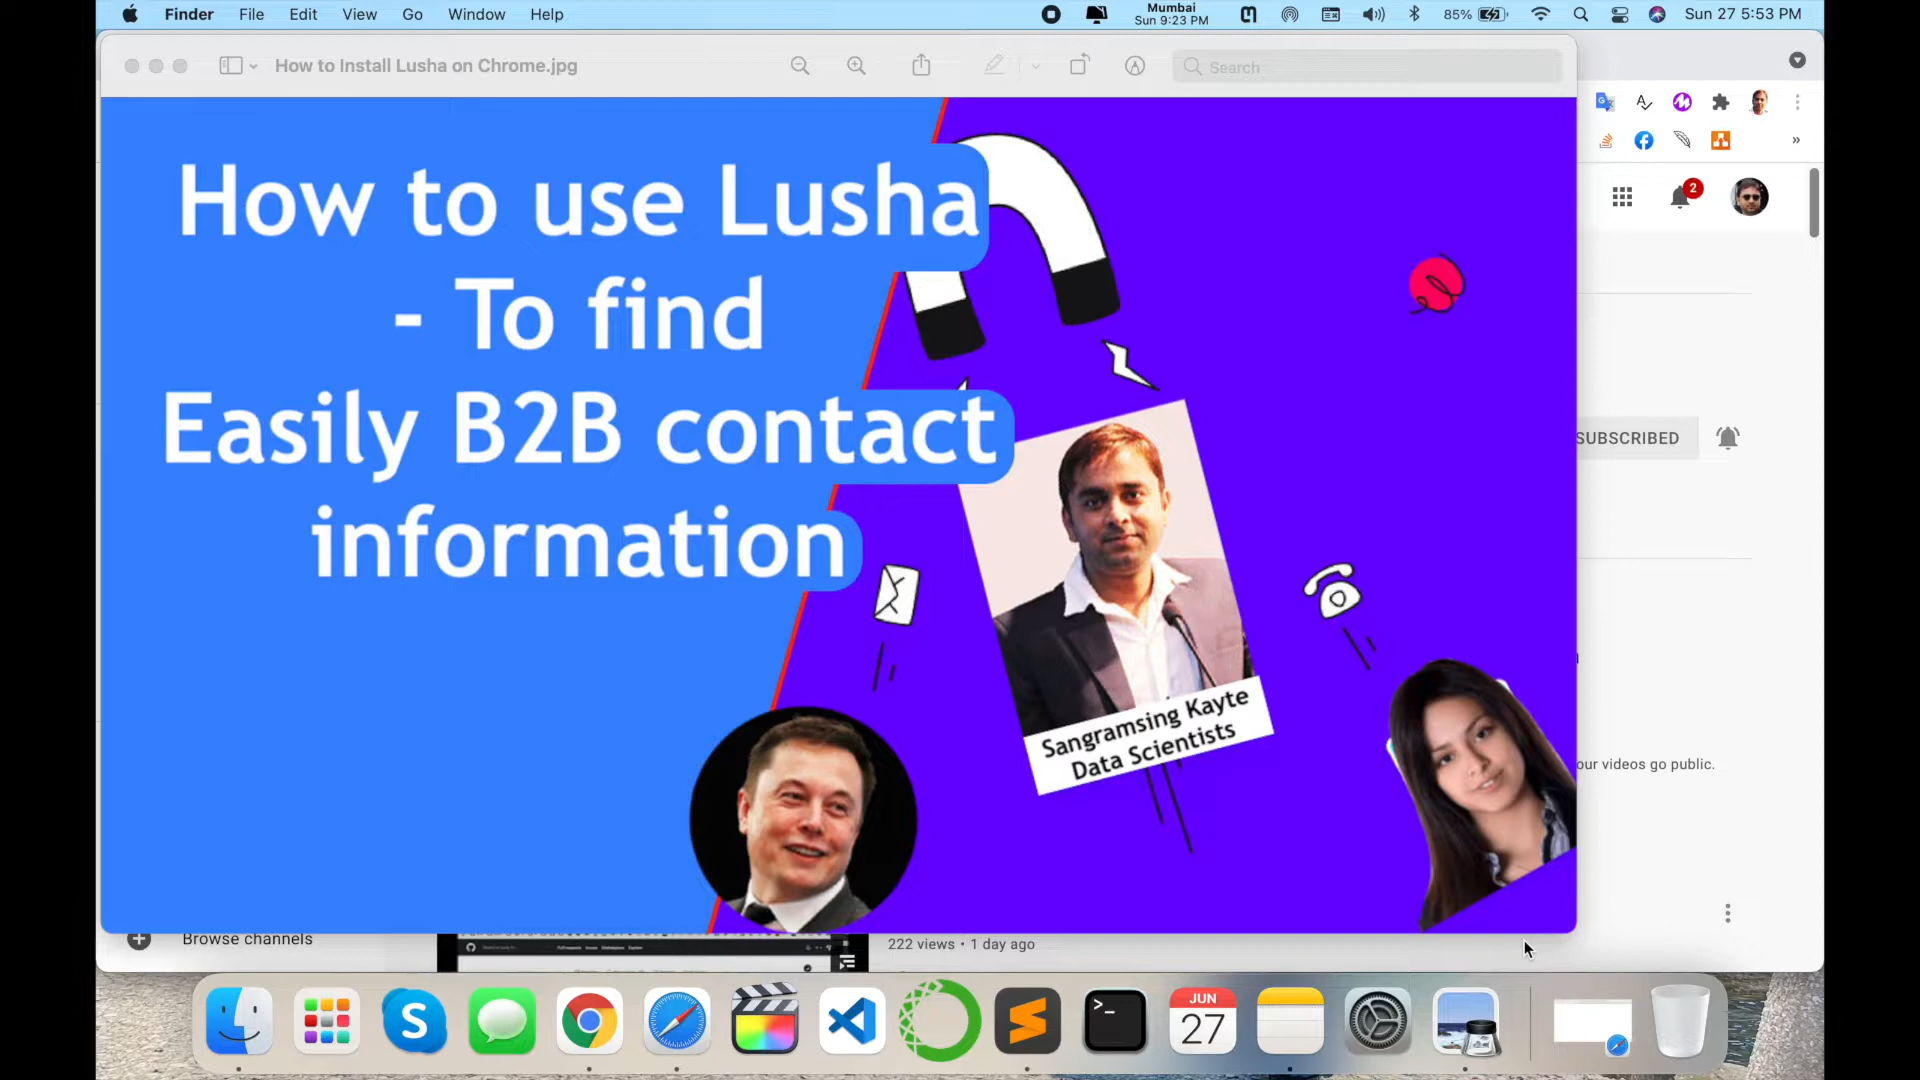 Finder File Edit View Go Window Help
Mumbai
Sun 9:23 PM
85%
Sun 27 5:53 PM
How to Install Lusha on Chrome.jpg
Search
How to use Lusha
- To find
Easily B2B contact
information
Sangramsing Kayte
Data Scientists
2
SUBSCRIBED
our videos go public.
Browse channels
222 views • 1 day ago
JUN
27